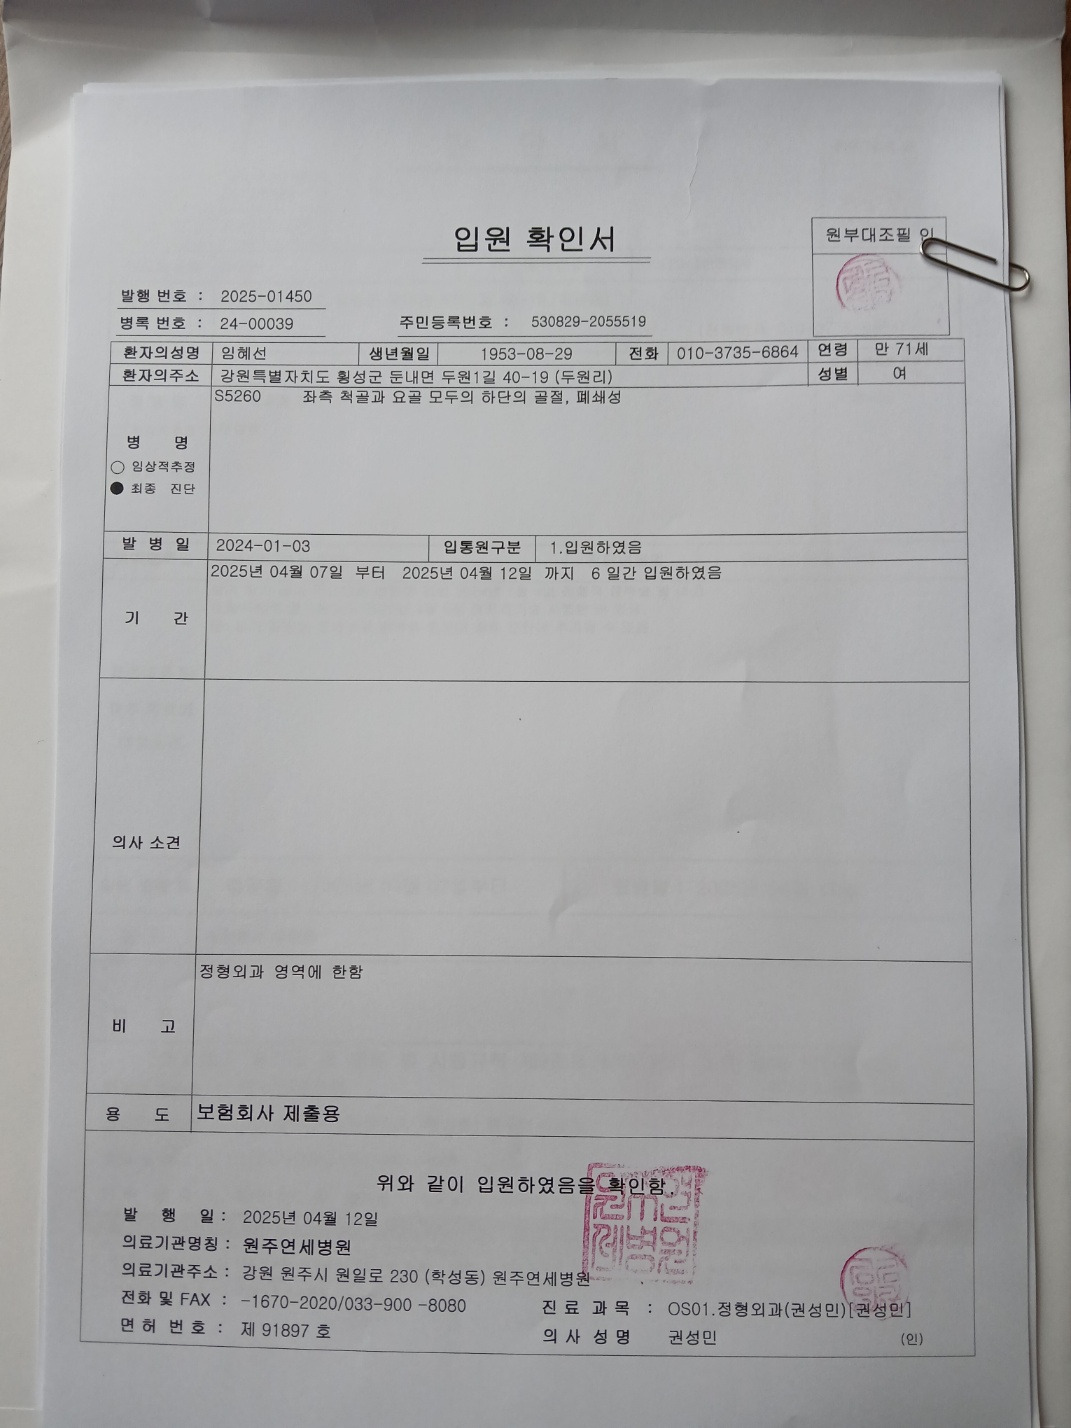 입원 확인서
원부대조필 인
발행 번호 : 2025-01450
병록 번호 : 24-00039 주민등록번호 : 530829-2055519
환자의성명 임혜선 생년월일 1953-08-29 전화 010-3735-6864 연령 만 71세
환자의주소 강원특별자치도 횡성군 둔내면 두원1길 40-19 (두원리) 성별 여
S5260 좌측 척골과 요골 모두의 하단의 골절, 폐쇄성
병 명
○ 임상적추정
● 최종 진단
발 병 일 2024-01-03 입통원구분 1.입원하였음
2025년 04월 07일 부터 2025년 04월 12일 까지 6 일간 입원하였음
기 간
의사 소견
정형외과 영역에 한함
비 고
용 도 보험회사 제출용
위와 같이 입원하였음을 확인함
발 행 일 : 2025년 04월 12일
의료기관명칭 : 원주연세병원
의료기관주소 : 강원 원주시 원일로 230 (학성동) 원주연세병원
전화 및 FAX : -1670-2020/033-900 -8080 진 료 과 목 : OS01.정형외과(권성민)[권성민]
면 허 번 호 : 제 91897 호 의 사 성 명 권성민 (인)